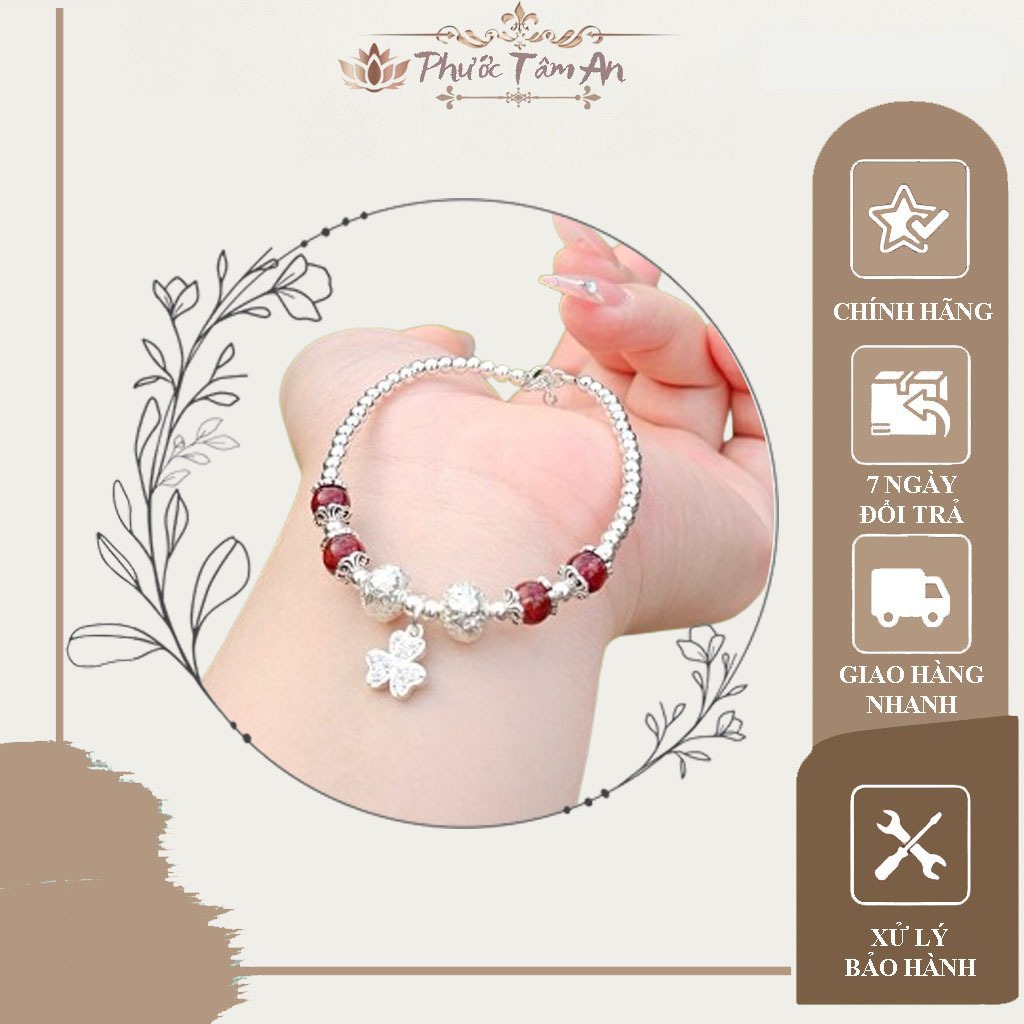 Phước Tâm An
CHÍNH HÃNG
7 NGÀY
ĐỔI TRẢ
GIAO HÀNG
NHANH
XỬ LÝ
BẢO HÀNH